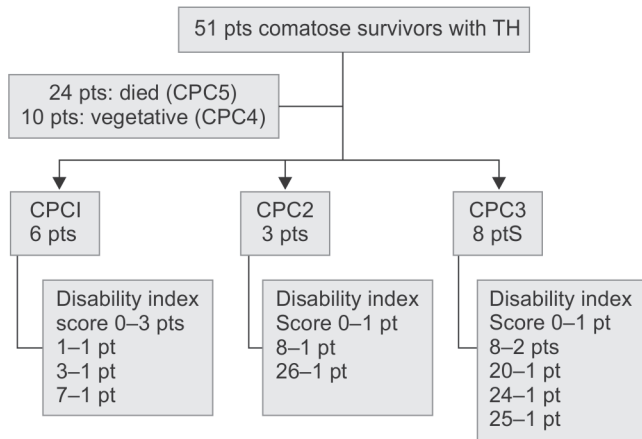 51 pts comatose survivors with TH
24 pts: died (CPC5)
10 pts: vegetative (CPC4)
CPCI
6 pts
CPC2
3 pts
CPC3
8 ptS
Disability index
score 0–3 pts
1–1 pt
3–1 pt
7–1 pt
Disability index
Score 0–1 pt
8–1 pt
26–1 pt
Disability index
Score 0–1 pt
8–2 pts
20–1 pt
24–1 pt
25–1 pt